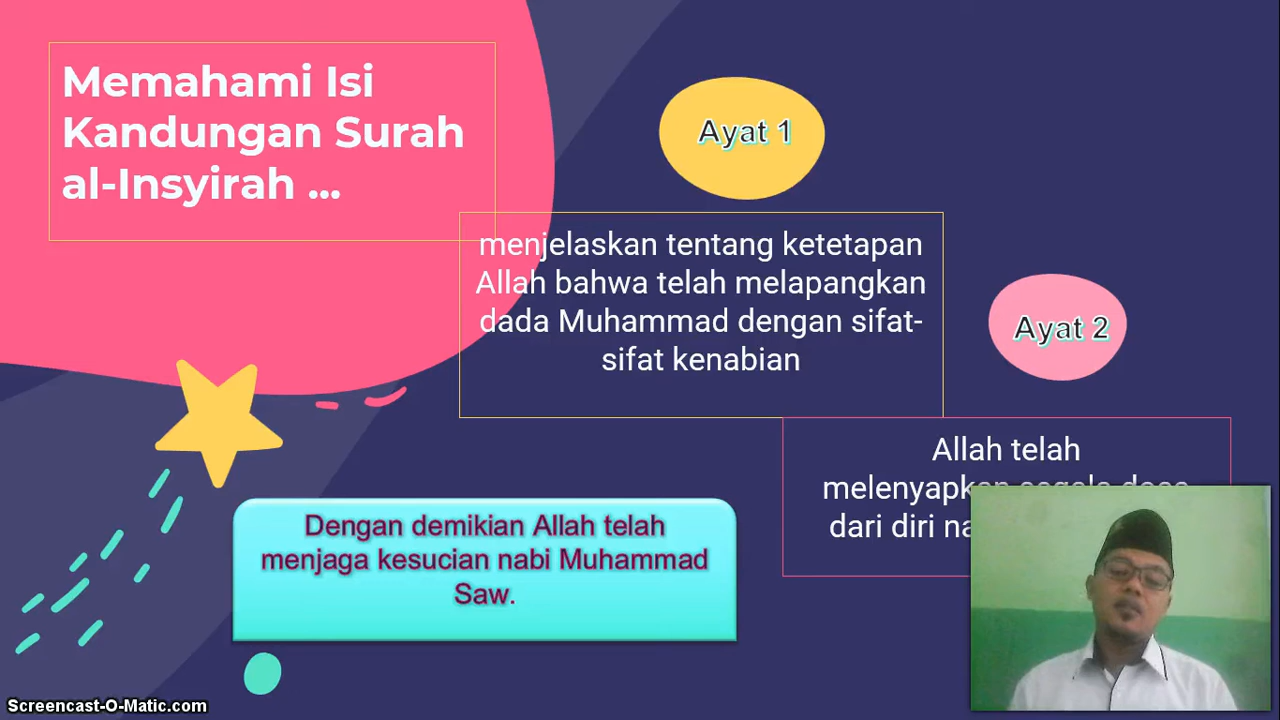 Memahami Isi
Kandungan Surah
al-Insyirah ...
Ayat 1
menjelaskan tentang ketetapan
Allah bahwa telah melapangkan
dada Muhammad dengan sifat-
sifat kenabian
Ayat 2
Allah telah
dari diri
Dengan demikian Allah telah
menjaga kesucian nabi Muhammad
Saw.
Screencast-O-Matic.com